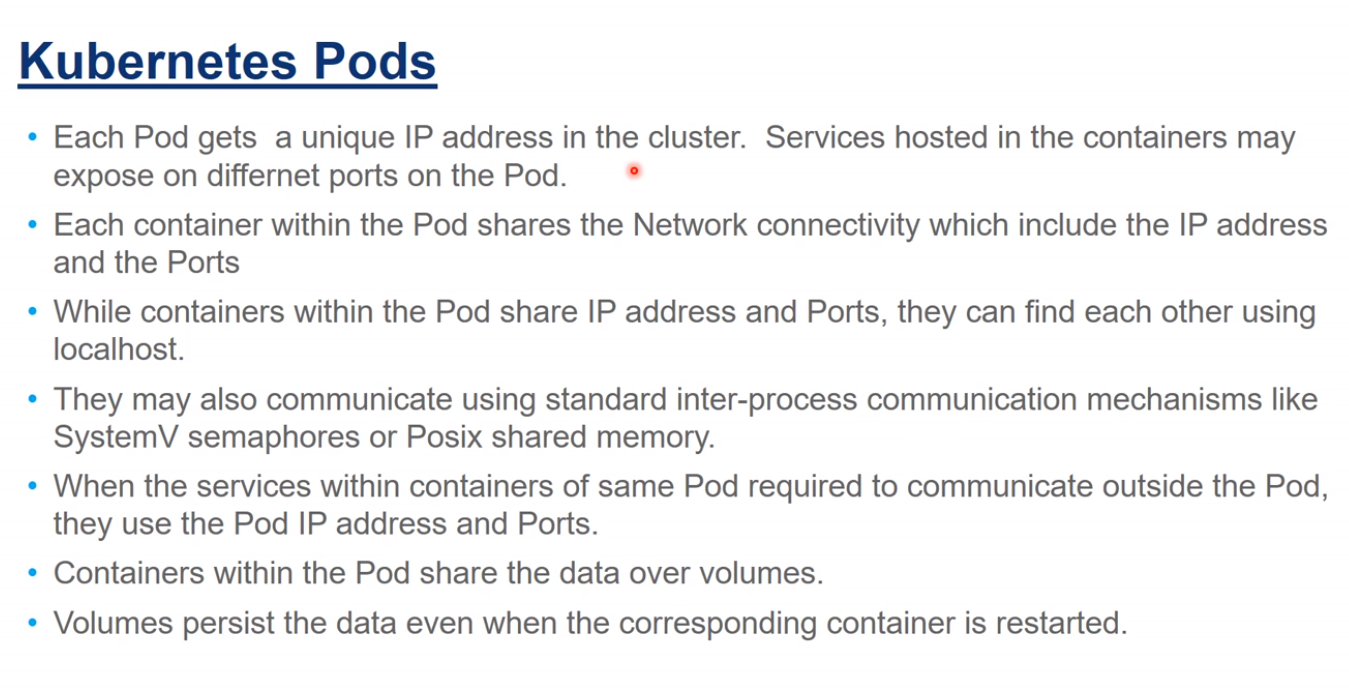 Kubernetes Pods
• Each Pod gets  a unique IP address in the cluster.  Services hosted in the containers may
expose on differnet ports on the Pod.
• Each container within the Pod shares the Network connectivity which include the IP address
and the Ports
• While containers within the Pod share IP address and Ports, they can find each other using
localhost.
• They may also communicate using standard inter-process communication mechanisms like
SystemV semaphores or Posix shared memory.
• When the services within containers of same Pod required to communicate outside the Pod,
they use the Pod IP address and Ports.
• Containers within the Pod share the data over volumes.
• Volumes persist the data even when the corresponding container is restarted.